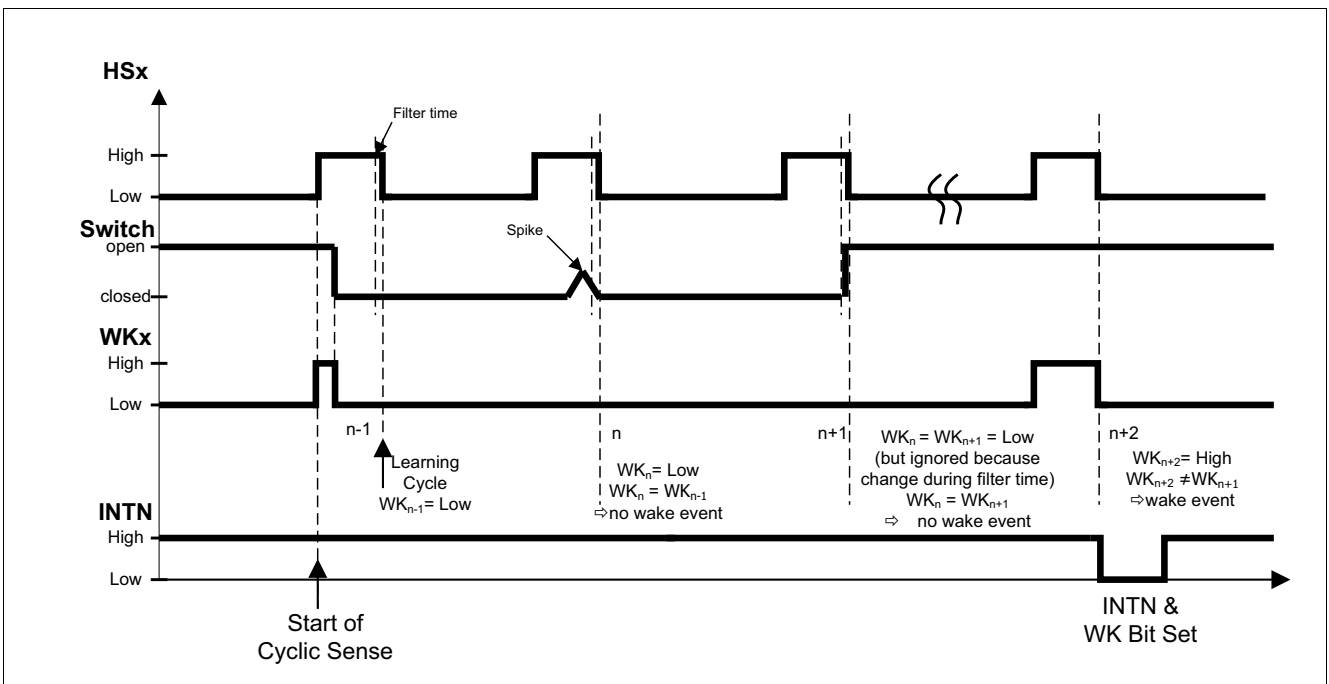 HSx
Filter time
High
Low
Switch
open
Spike
closed
WKx
High
Low
n-1
n
n+1
n+2
Learning
Cycle
WKn-1= Low
WKn= Low
WKn = WKn-1
⇨no wake event
WKn = WKn+1 = Low
(but ignored because
change during filter time)
WKn = WKn+1
⇨ no wake event
WKn+2= High
WKn+2 ≠WKn+1
⇨wake event
INTN
High
Low
Start of
Cyclic Sense
INTN &
WK Bit Set